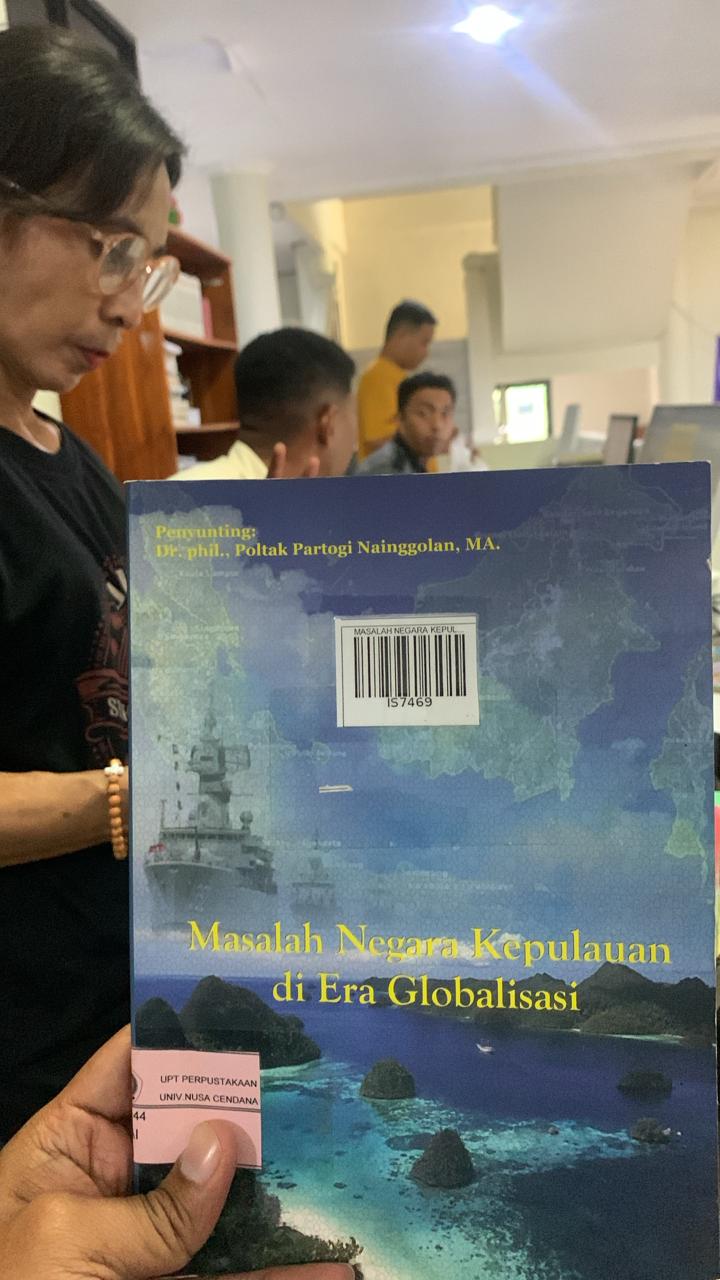 Penyunting:
Dr. phil., Poltak Partogi Nainggolan, MA.
MASALAH NEGARA KEPUL...
IS7469
Masalah Negara Kepulauan
di Era Globalisasi
UPT PERPUSTAKAAN
UNIV.NUSA CENDANA
44